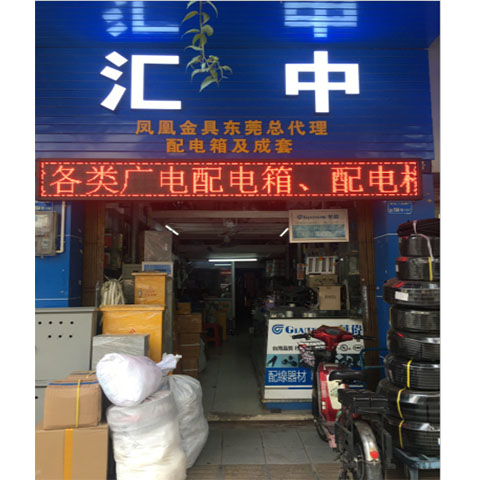 汇中
凤凰金具东莞总代理
配电箱及成套
各类广电配电箱、配电柜
配線器材